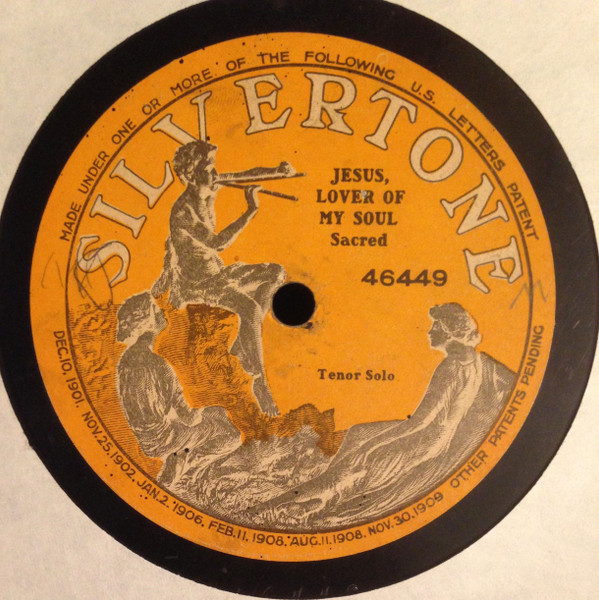 MADE UNDER ONE OR MORE OF THE FOLLOWING U.S. LETTERS PATENT
SILVERTONE
JESUS,
LOVER OF
MY SOUL
Sacred
46449
Tenor Solo
DEC. 10, 1901. NOV. 25, 1902. JAN. 2, 1906. FEB. 11, 1908. AUG. 11. 1908. NOV. 30. 1909 OTHER PATENTS PENDING